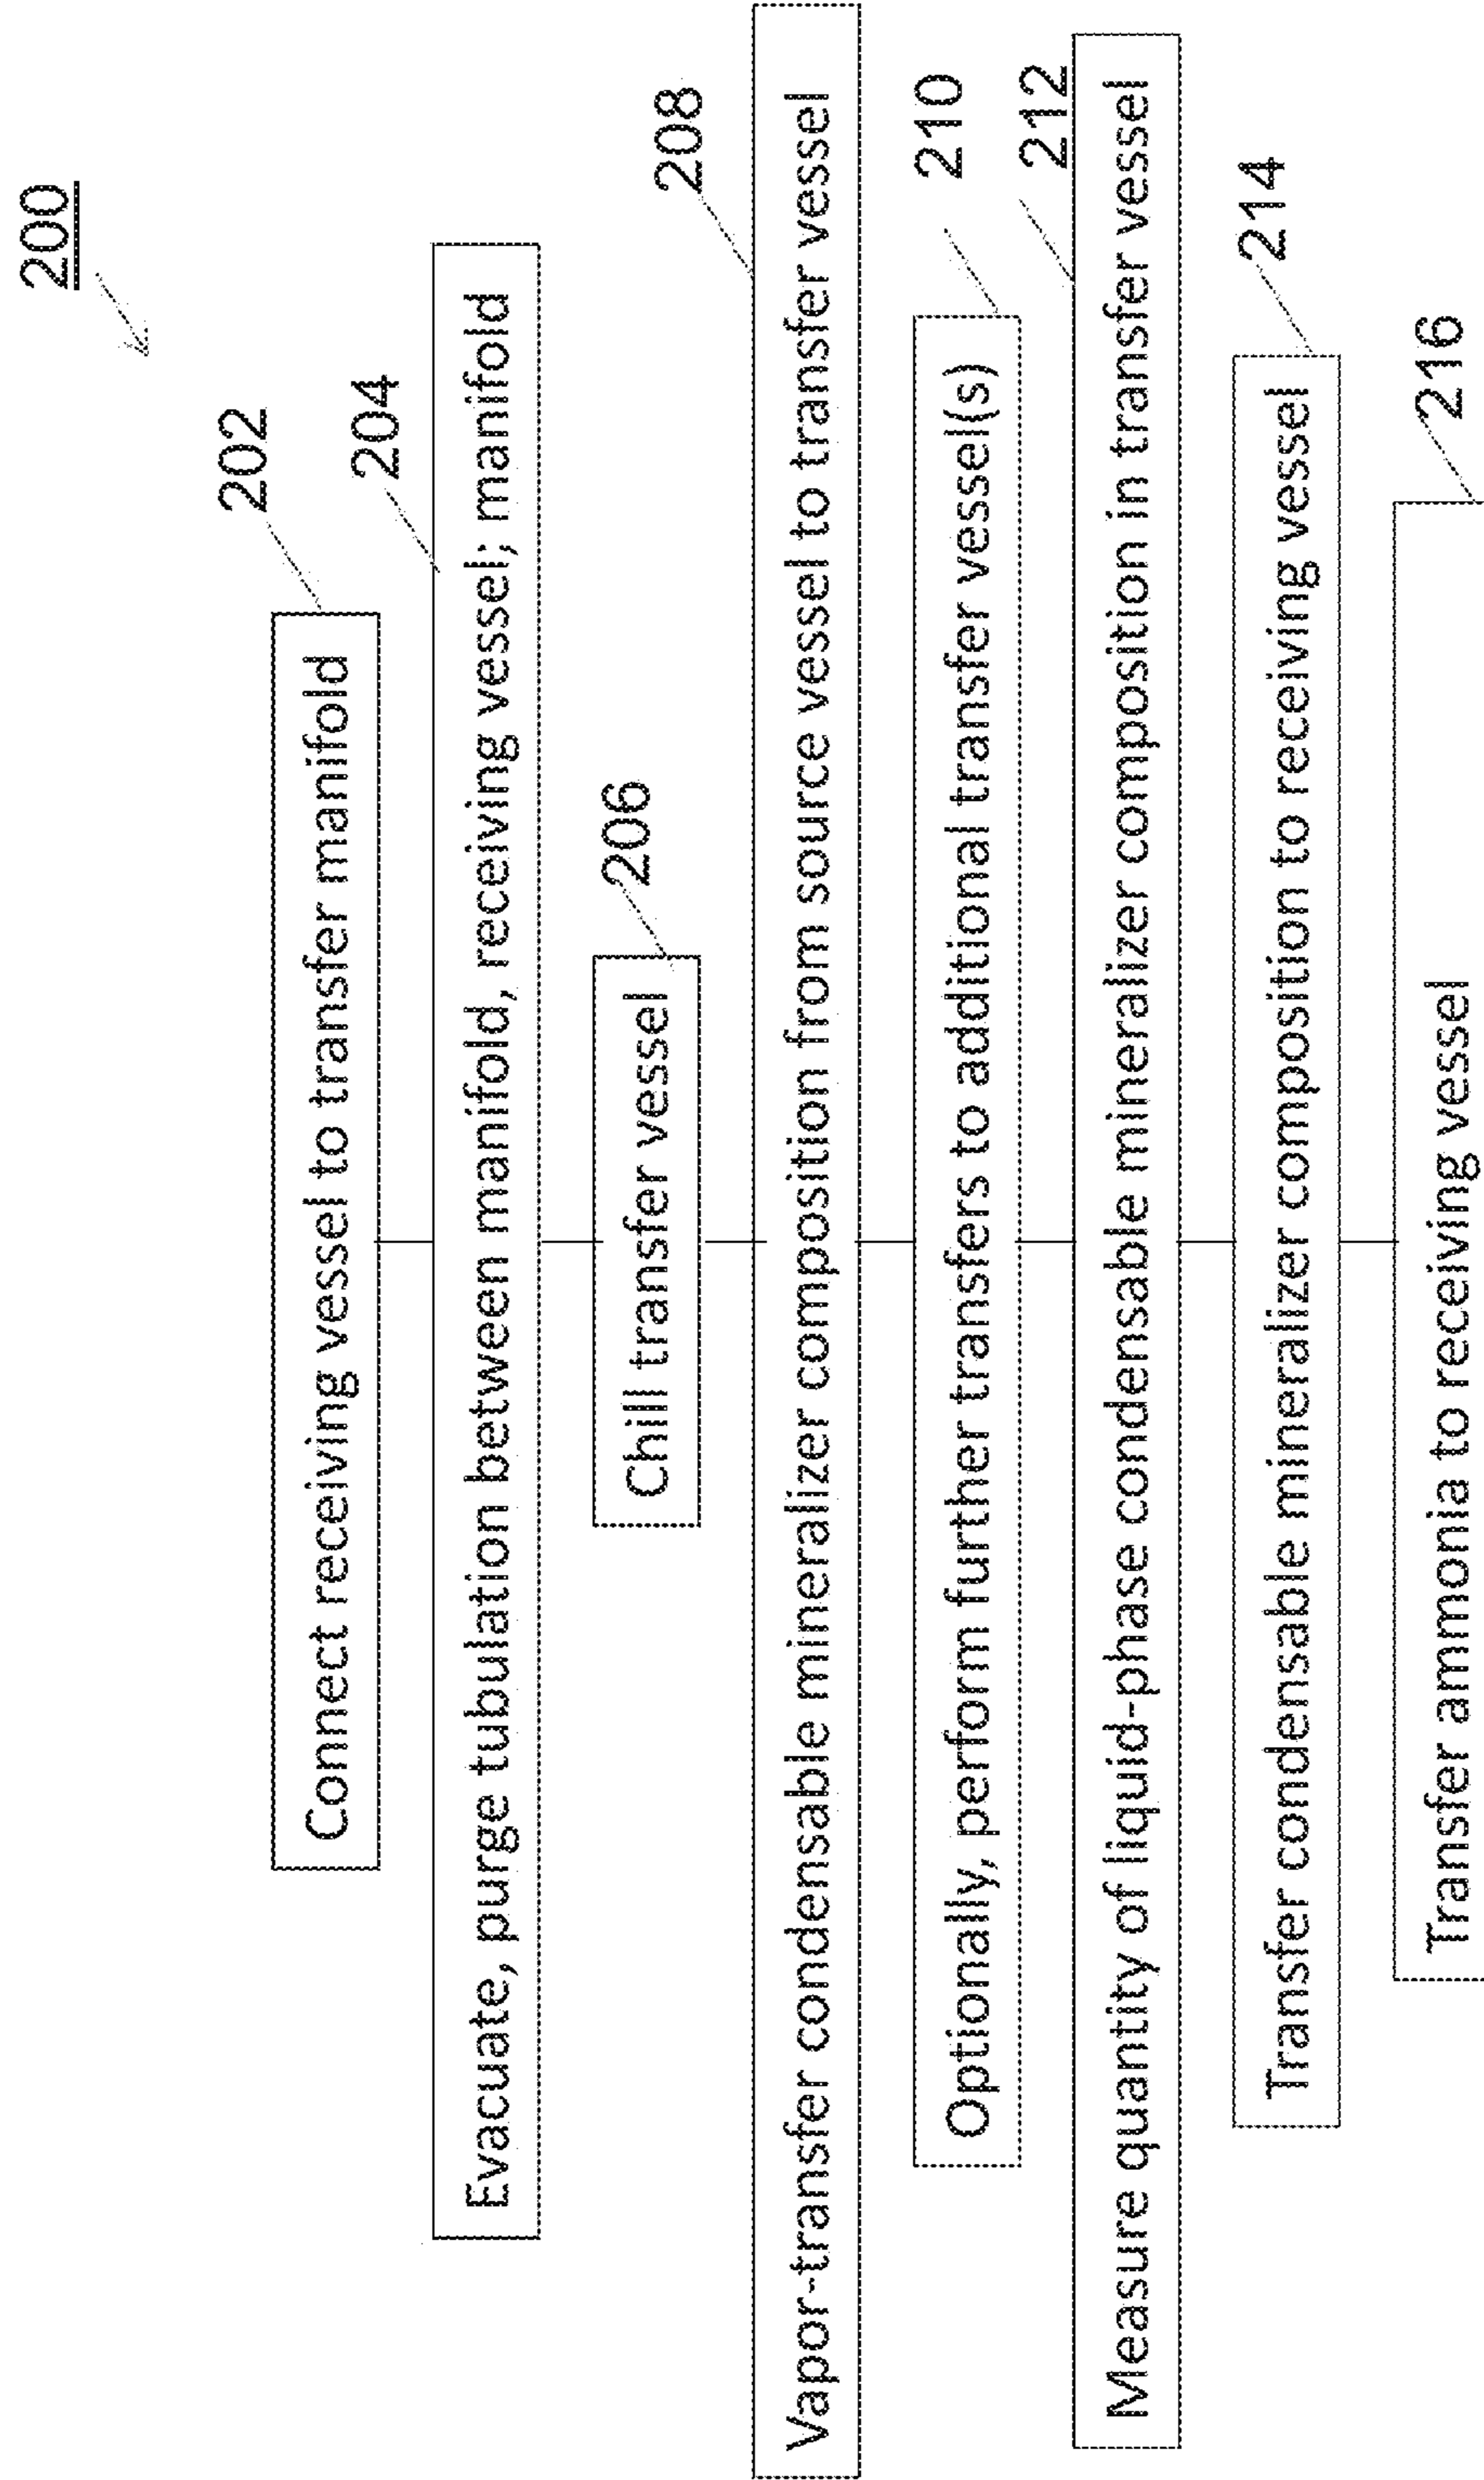 200
202
Connect receiving vessel to transfer manifold
204
Evacuate, purge tubulation between manifold, receiving vessel; manifold
206
Chill transfer vessel
208
Vapor-transfer condensable mineralizer composition from source vessel to transfer vessel
210
Optionally, perform further transfers to additional transfer vessel(s)
212
Measure quantity of liquid-phase condensable mineralizer composition in transfer vessel
214
Transfer condensable mineralizer composition to receiving vessel
216
Transfer ammonia to receiving vessel